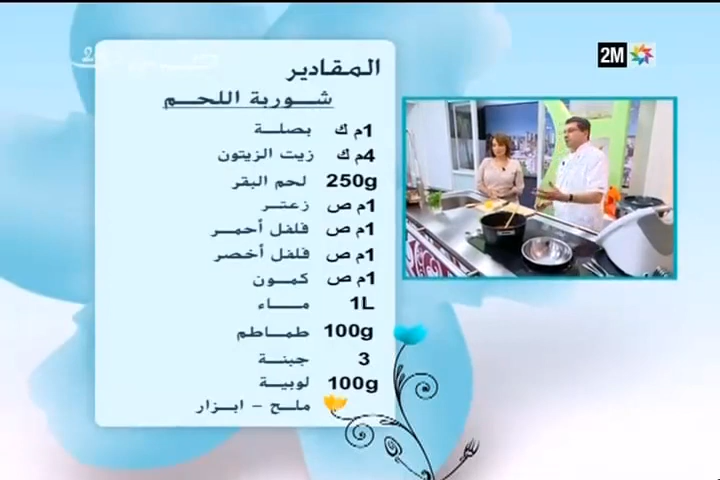 2M
المقادير
شوربة اللحم
1م ك بصلة
4م ك زيت الزيتون
250g لحم البقر
1م ص زعتر
1م ص فلفل أحمر
1م ص فلفل أخضر
1م ص كمون
1L ماء
100g طماطم
3 جبنة
100g لوبية
ملح - ابزار